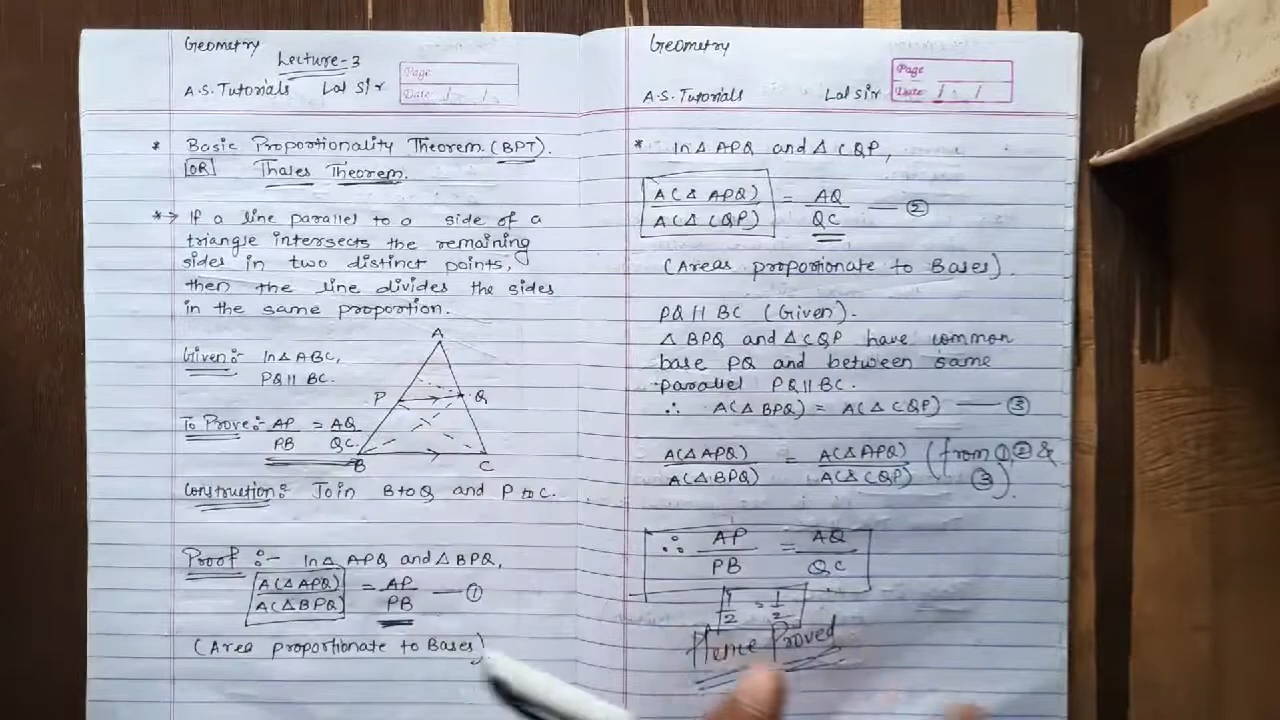 Geometry
Lecture-3
A.S. Tutorials Lal Sir
Page
Date / /
* Basic Proportionality Theorem (BPT).
OR Thales Theorem.
*→ If a line parallel to a side of a
triangle intersects the remaining
sides in two distinct points,
then the line divides the sides
in the same proportion.
Given:- In Δ ABC,
PQ || BC.
To Prove:- AP/PB = AQ/QC
A
P
Q
B
C
Construction:- Join B to Q and P to C.
Proof :- In Δ APQ and Δ BPQ,
A(Δ APQ)/A(Δ BPQ) = AP/PB — ①
(Area proportionate to Bases)
Geometry
A.S. Tutorials Lal Sir
Page
Date / /
* In Δ APQ and Δ CQP,
A(Δ APQ)/A(Δ CQP) = AQ/QC — ②
(Areas proportionate to Bases).
PQ || BC (Given).
Δ BPQ and Δ CQP have common
base PQ and between same
parallel PQ || BC.
∴ A(Δ BPQ) = A(Δ CQP) — ③
A(Δ APQ)/A(Δ BPQ) = A(Δ APQ)/A(Δ CQP) (from ①,② & ③).
∴ AP/PB = AQ/QC
1/2 = 1/2
Hence Proved